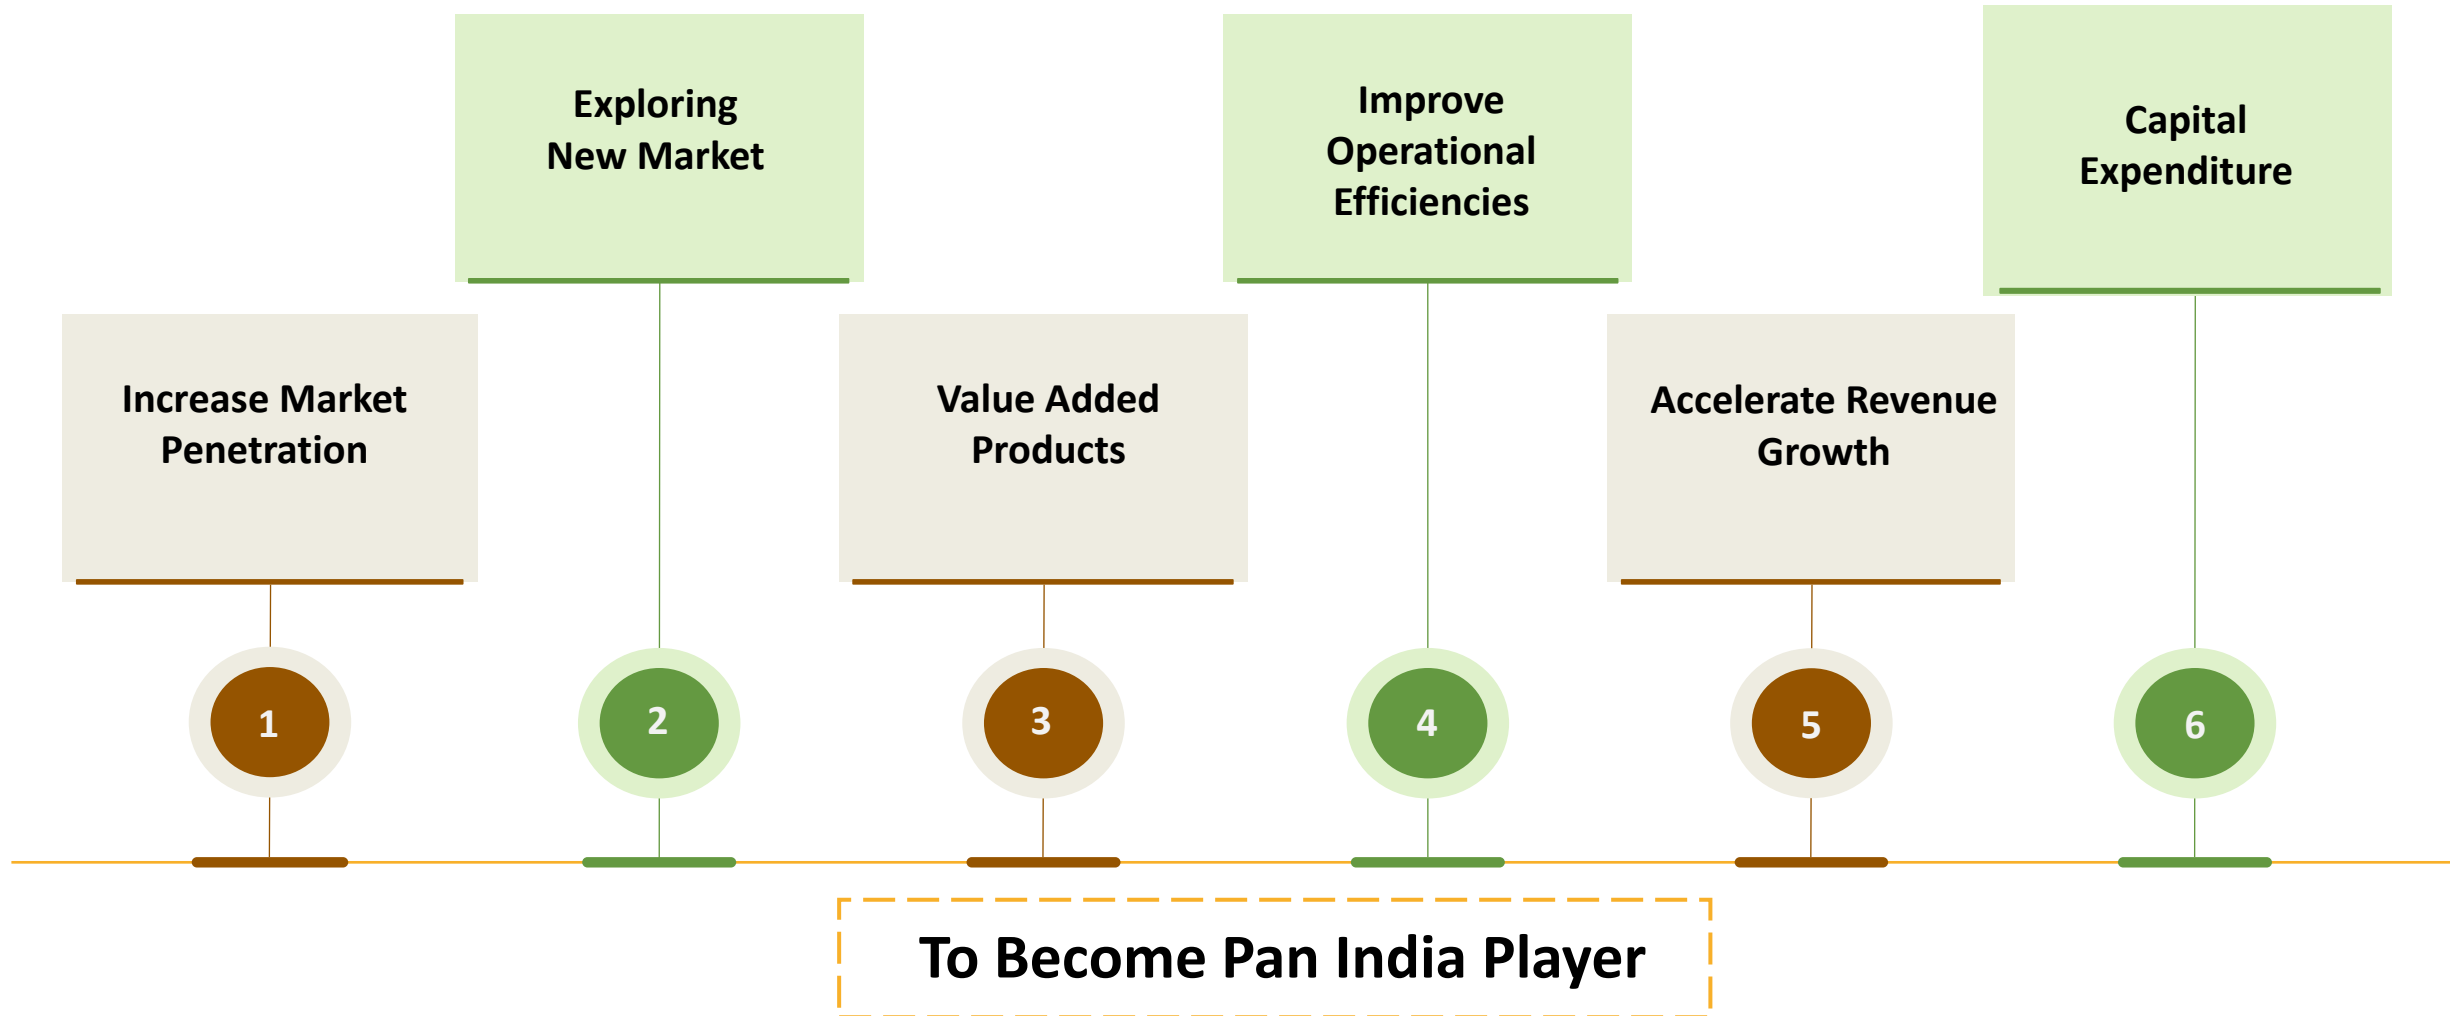 Increase Market
Penetration
1
Exploring
New Market
2
Value Added
Products
3
Improve
Operational
Efficiencies
4
Accelerate Revenue
Growth
5
Capital
Expenditure
6
To Become Pan India Player